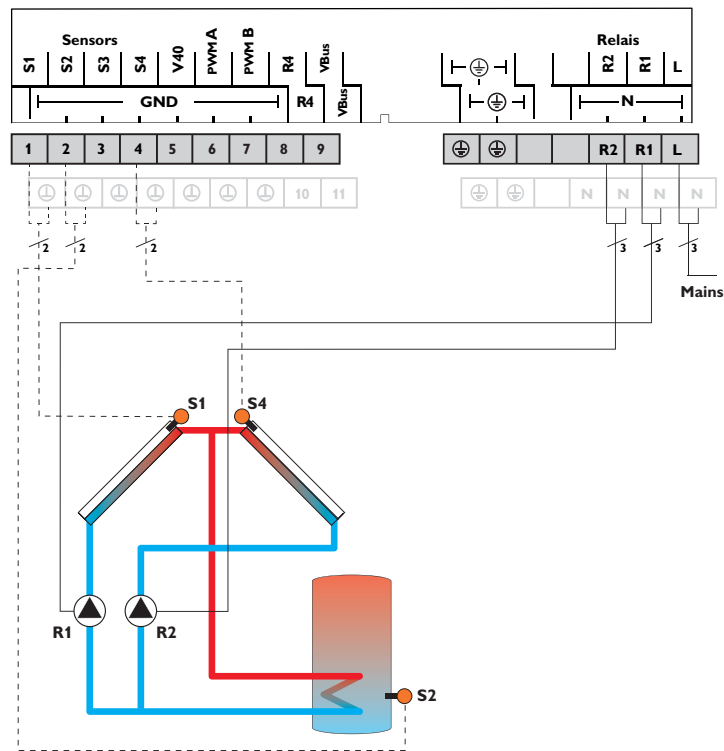 Sensors
Relais
S1 S2 S3 S4 V40 PWM A PWM B R4 VBus
R2 R1 L
GND R4 VBus
N
1 2 3 4 5 6 7 8 9
R2 R1 L
10 11
N N N N
2 2 2
3 3 3
Mains
S1 S4
R1 R2
S2